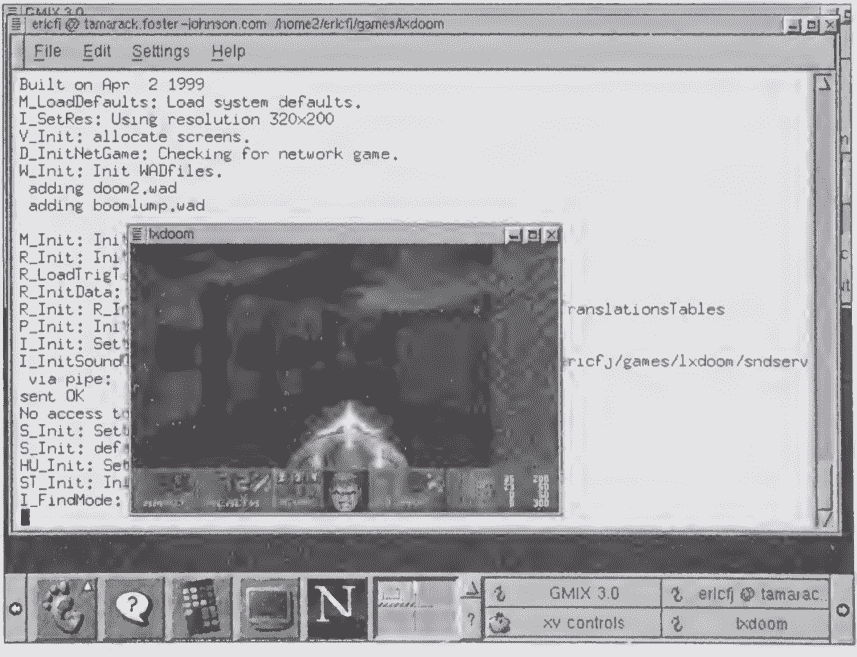 GMIX 3.0
ericfj @ tamarack.foster-johnson.com /home2/ericfj/games/lxdoom
File Edit Settings Help
Built on Apr 2 1999
M_LoadDefaults: Load system defaults.
I_SetRes: Using resolution 320x200
V_Init: allocate screens.
D_InitNetGame: Checking for network game.
W_Init: Init WADfiles.
adding doom2.wad
adding boomlump.wad
lxdoom
M_Init: Ini
R_Init: Ini
R_LoadTrigT
R_InitData:
R_Init: R_In ranslationsTables
P_Init: Ini
I_Init: Set
I_InitSound ericfj/games/lxdoom/sndserv
via pipe:
sent OK
No access to
S_Init: Set
S_Init: def
HU_Init: Set
ST_Init: Ini
I_FindMode:
N
GMIX 3.0
ericfj @ tamarac..
?
?
xv controls
lxdoom